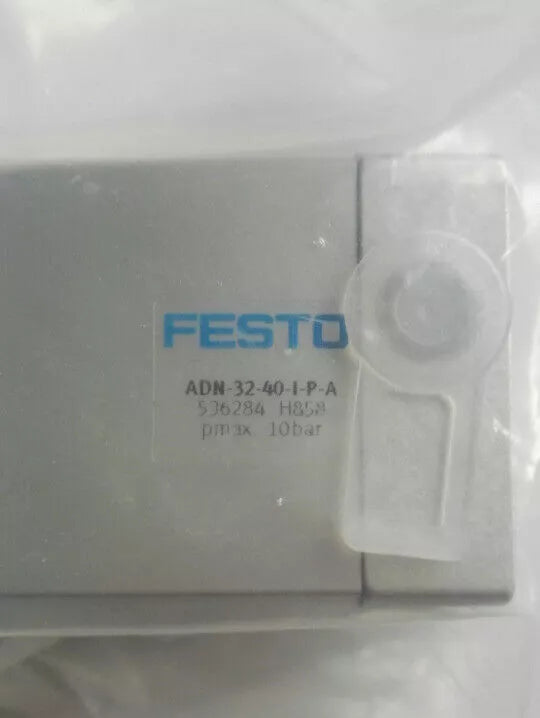 FESTO
ADN-32-40-I-P-A
536284 H858
pmax. 10bar